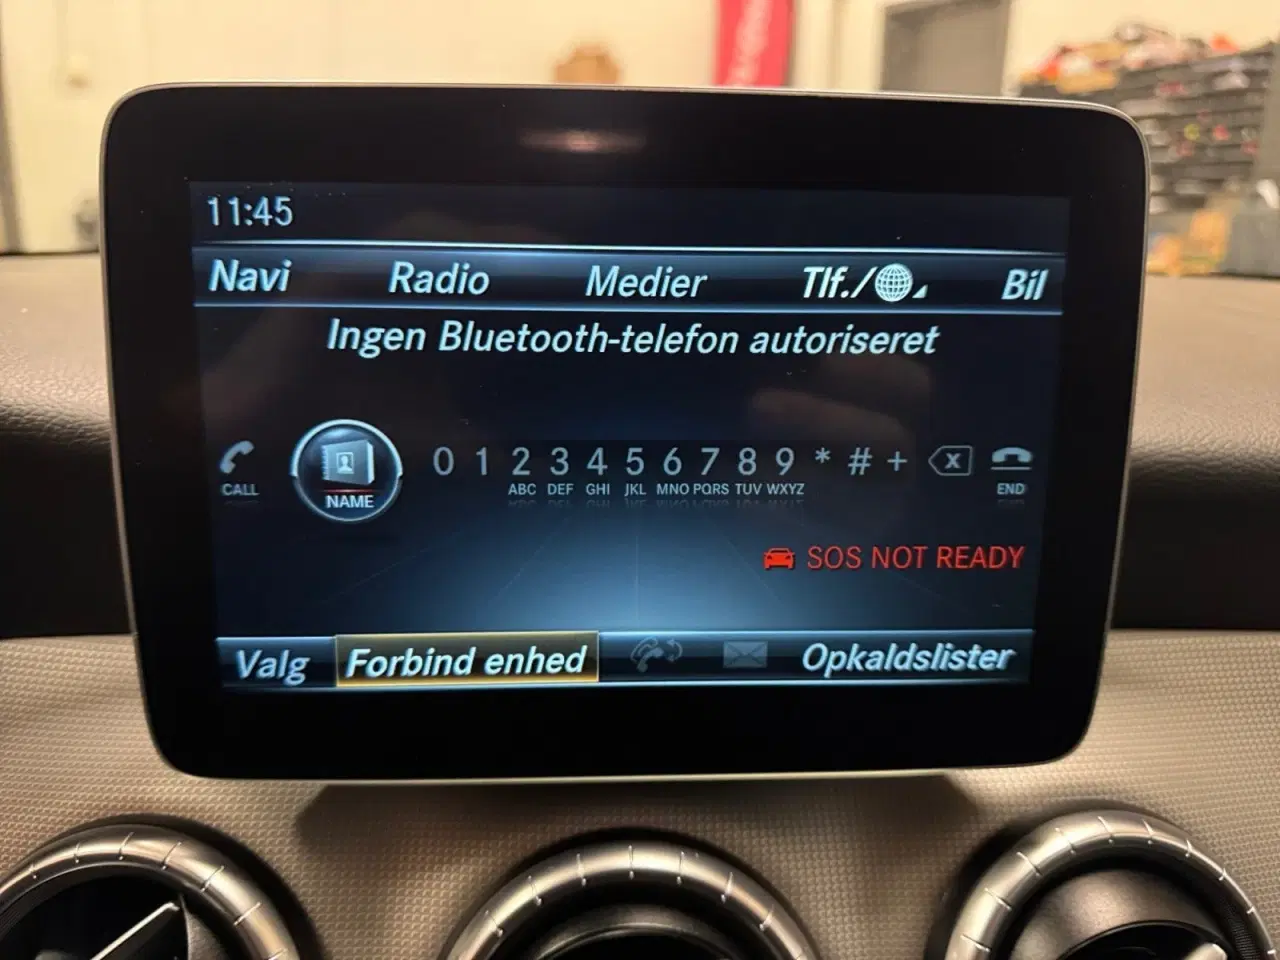 11:45
Navi Radio Medier Tlf./ Bil
Ingen Bluetooth-telefon autoriseret
0 1 2 3 4 5 6 7 8 9 * # + X
CALL NAME ABC DEF GHI JKL MNO PQRS TUV WXYZ END
SOS NOT READY
Valg Forbind enhed Opkaldslister